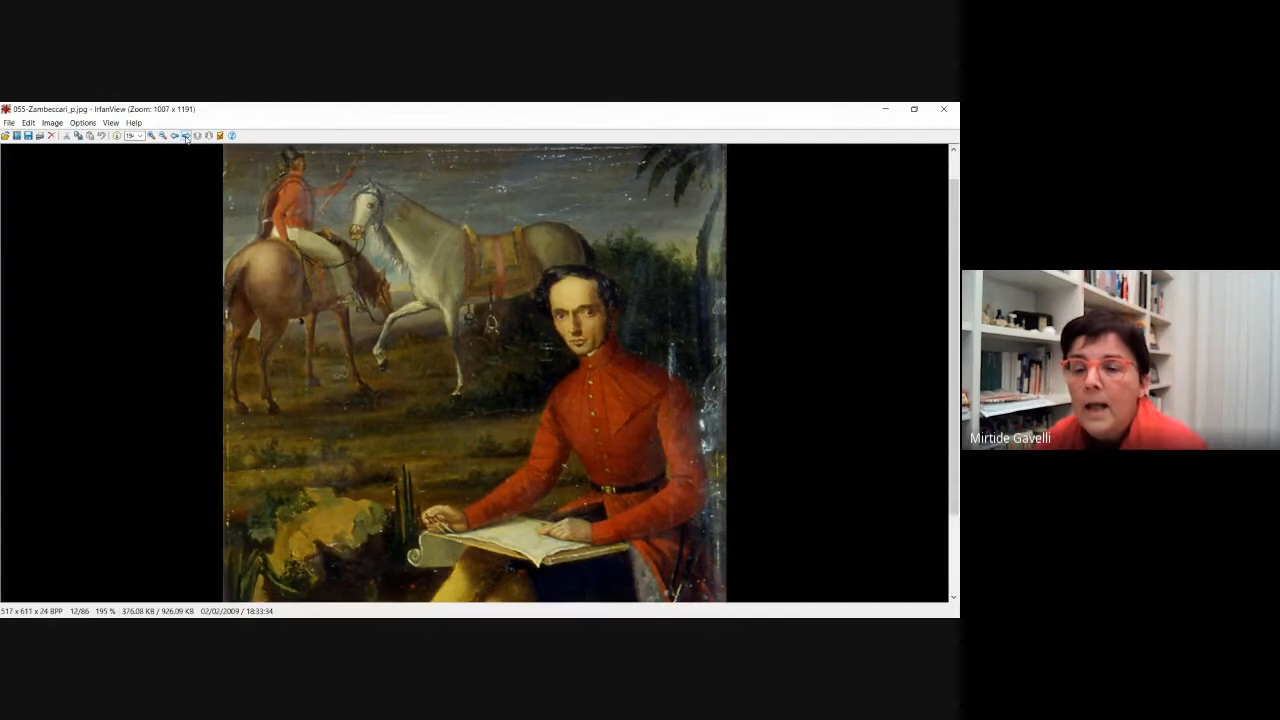 055-Zambeccari_p.jpg - IrfanView (Zoom: 1007 x 1191)
File Edit Image Options View Help
517 x 611 x 24 BPP 12/86 195 % 376.08 KB / 926.09 KB 02/02/2009 / 18:33:34
Mirtide Gavelli